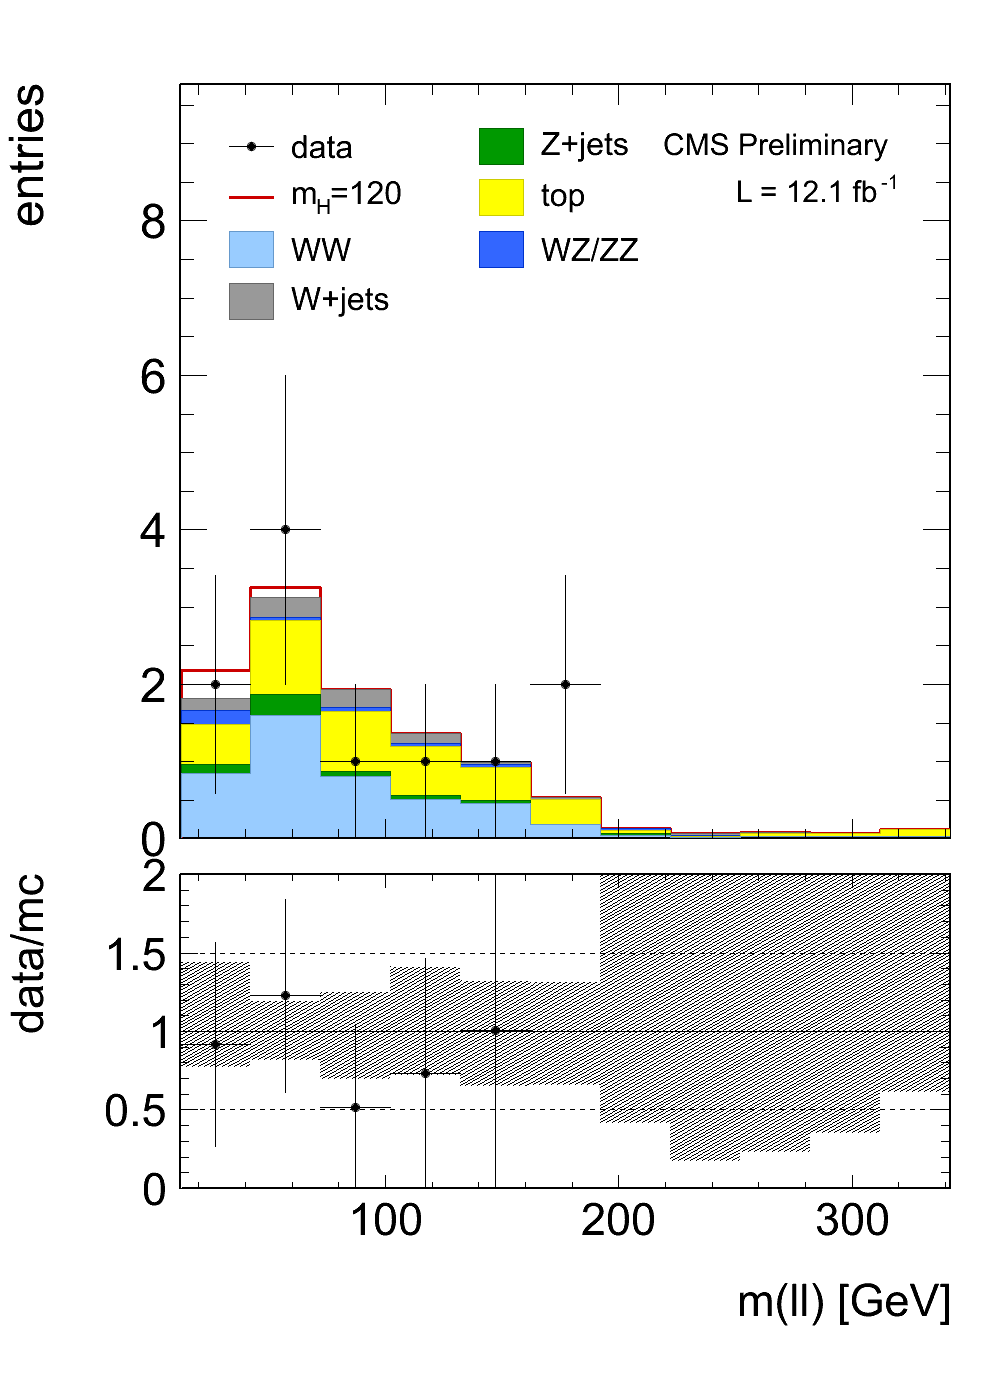 entries
8
6
4
2
0
data
m_H=120
WW
W+jets
Z+jets
top
WZ/ZZ
CMS Preliminary
L = 12.1 fb^-1
data/mc
2
1.5
1
0.5
0
100 200 300
m(ll) [GeV]